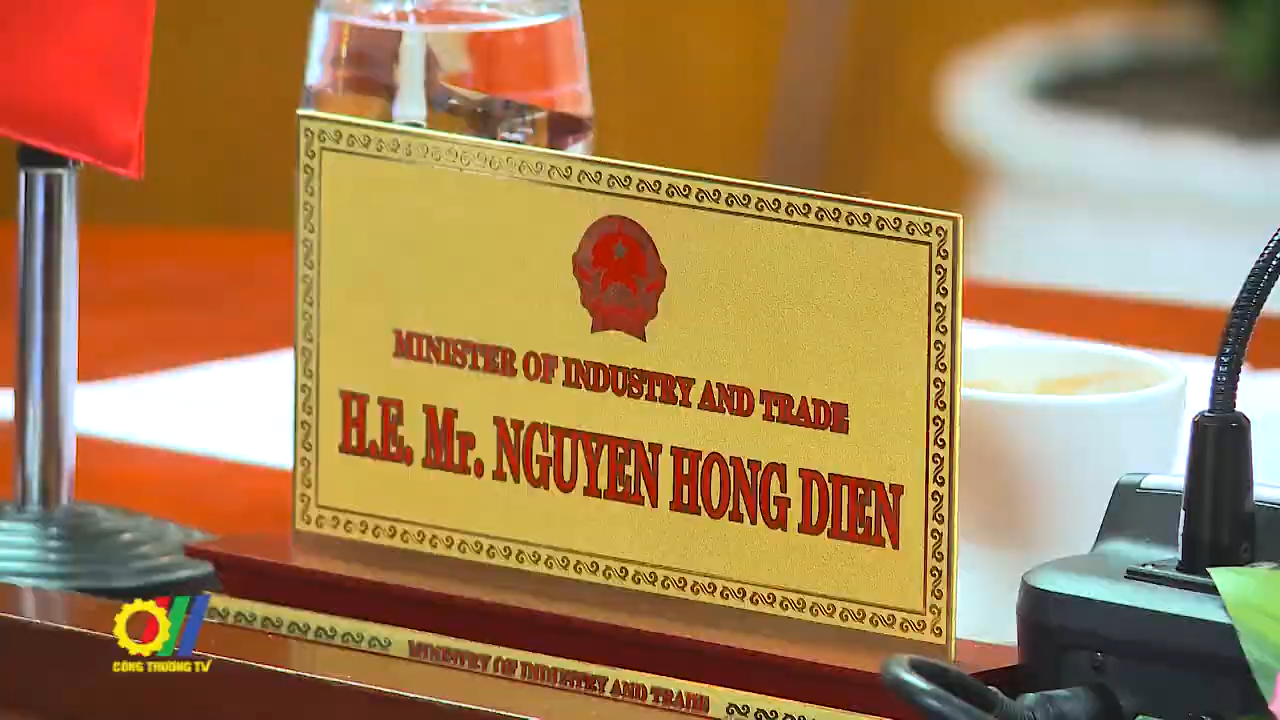 MINISTER OF INDUSTRY AND TRADE
H.E. Mr. NGUYEN HONG DIEN
MINISTRY OF INDUSTRY AND TRADE
CÔNG THƯƠNG TV